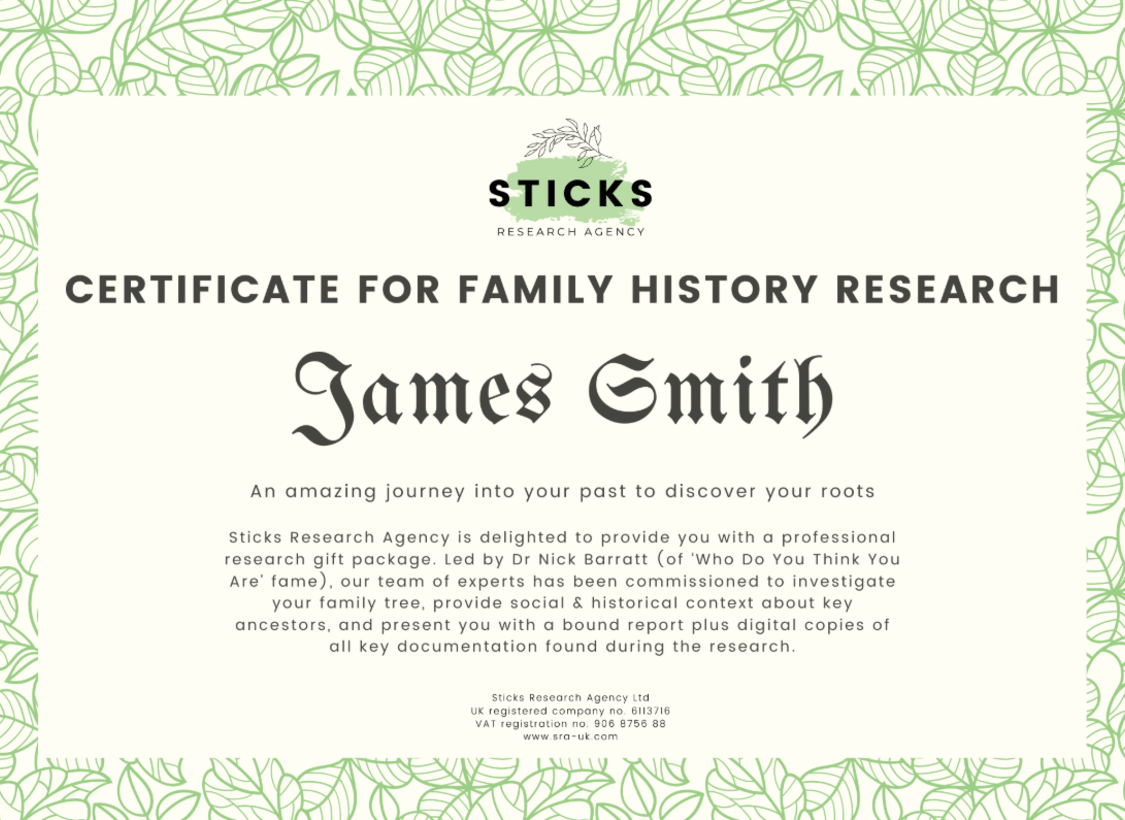 STICKS
RESEARCH AGENCY
CERTIFICATE FOR FAMILY HISTORY RESEARCH
James Smith
An amazing journey into your past to discover your roots
Sticks Research Agency is delighted to provide you with a professional
research gift package. Led by Dr Nick Barratt (of 'Who Do You Think You
Are' fame), our team of experts has been commissioned to investigate
your family tree, provide social & historical context about key
ancestors, and present you with a bound report plus digital copies of
all key documentation found during the research.
Sticks Research Agency Ltd
UK registered company no. 6113716
VAT registration no. 906 8756 88
www.sra-uk.com